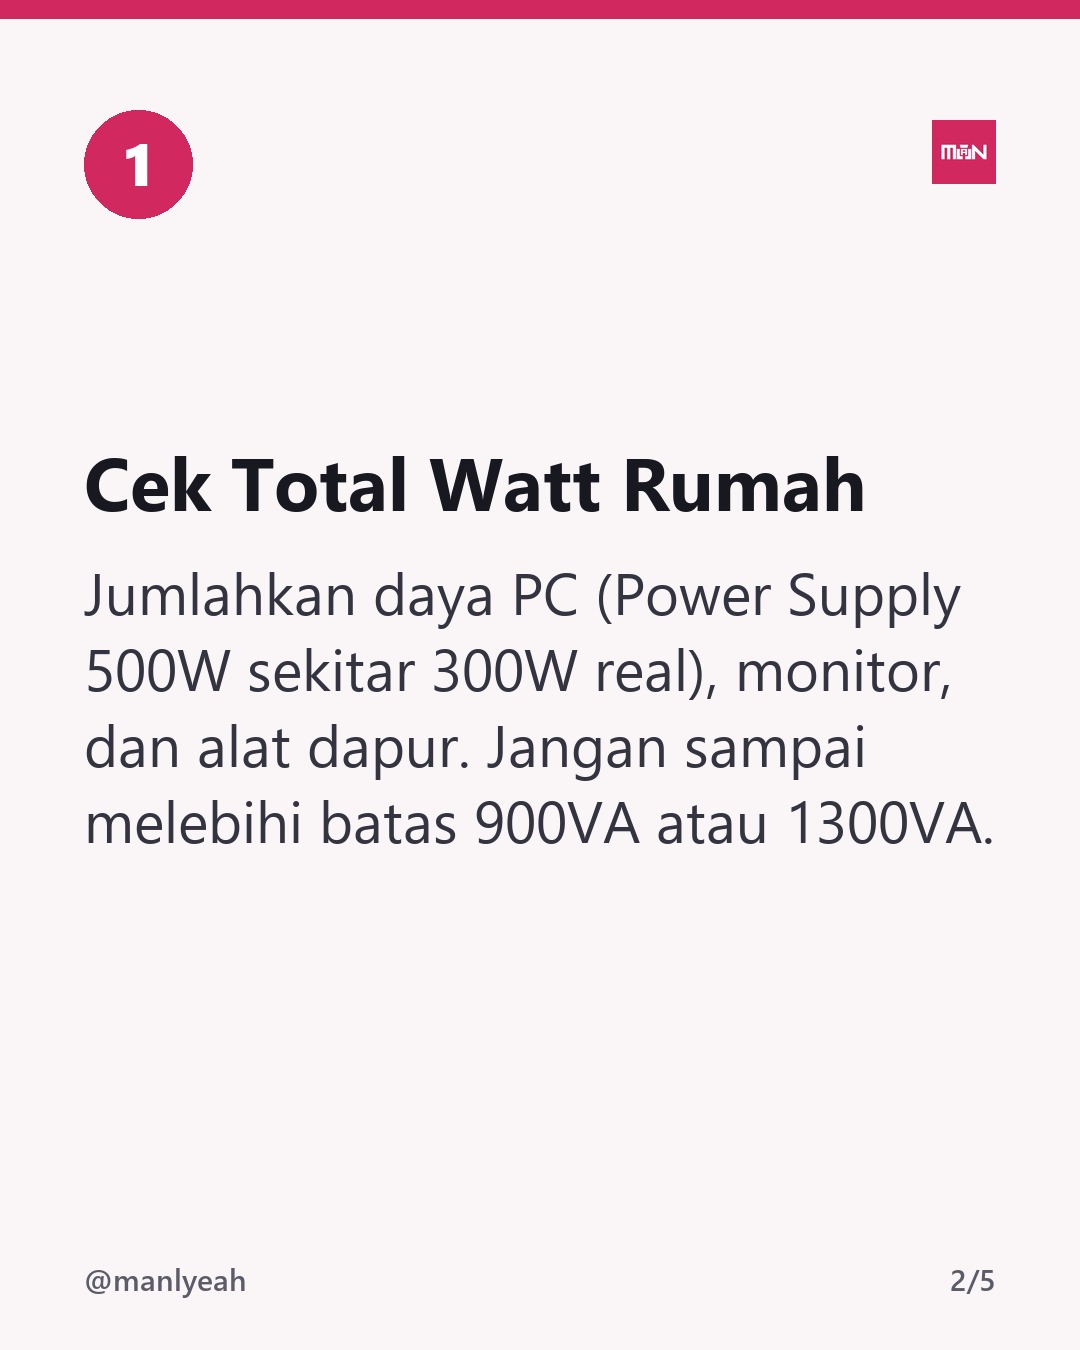 1
MAN
Cek Total Watt Rumah
Jumlahkan daya PC (Power Supply
500W sekitar 300W real), monitor,
dan alat dapur. Jangan sampai
melebihi batas 900VA atau 1300VA.
@manlyeah
2/5